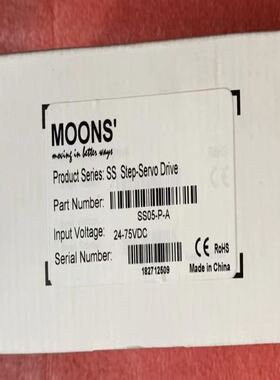 MOONS'
moving in better ways
Product Series: SS Step-Servo Drive
Part Number:
SS05-P-A
Input Voltage: 24-75VDC
Serial Number:
182712509
CE RoHS
Made in China